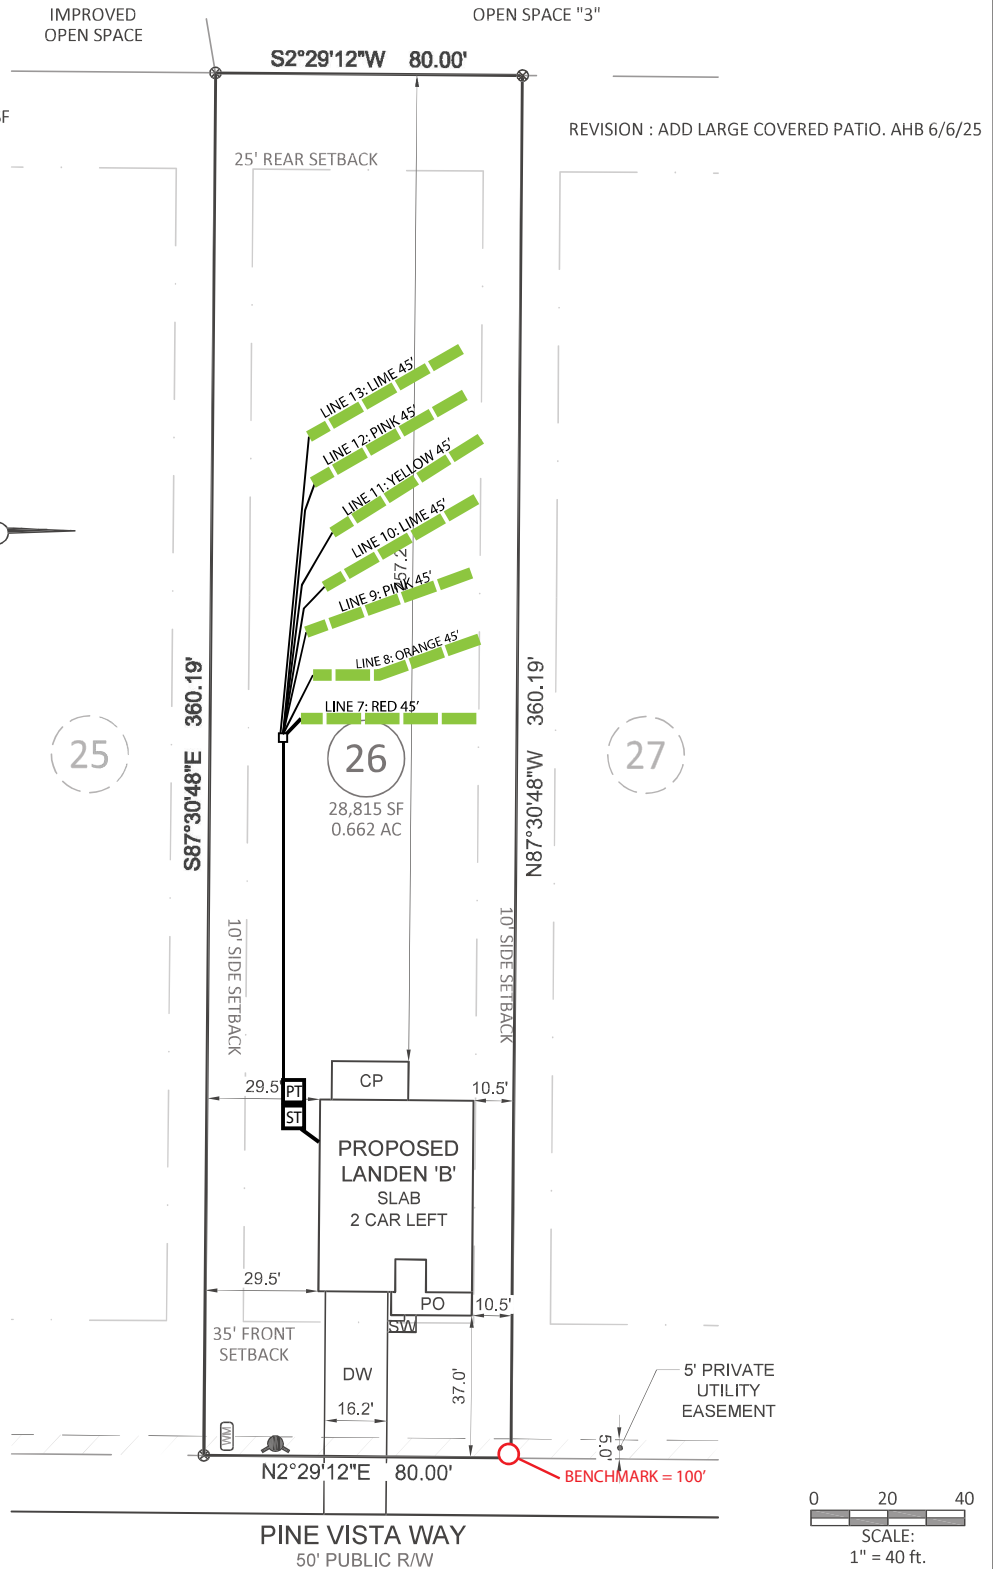 IMPROVED
OPEN SPACE
OPEN SPACE "3"
S2°29'12"W 80.00'
REVISION : ADD LARGE COVERED PATIO. AHB 6/6/25
25' REAR SETBACK
LINE 13: LIME 45'
LINE 12: PINK 45'
LINE 11: YELLOW 45'
LINE 10: LIME 45'
LINE 9: PINK 45'
LINE 8: ORANGE 45'
LINE 7: RED 45'
S87°30'48"E 360.19'
N87°30'48"W 360.19'
25
26
27
28,815 SF
0.662 AC
10' SIDE SETBACK
10' SIDE SETBACK
CP
29.5'
PT
10.5'
ST
PROPOSED
LANDEN 'B'
SLAB
2 CAR LEFT
29.5'
PO
10.5'
SW
35' FRONT
SETBACK
DW
37.0'
16.2'
5' PRIVATE
UTILITY
EASEMENT
WM
5.0'
N2°29'12"E 80.00'
BENCHMARK = 100'
0 20 40
SCALE:
1" = 40 ft.
PINE VISTA WAY
50' PUBLIC R/W